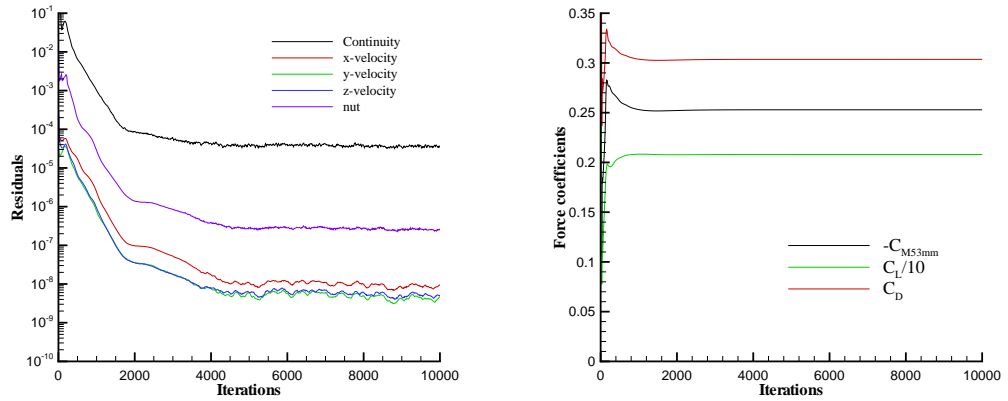 10^-1
10^-2
10^-3
10^-4
10^-5
10^-6
10^-7
10^-8
10^-9
10^-10
Residuals
0 2000 4000 6000 8000 10000
Iterations
Continuity
x-velocity
y-velocity
z-velocity
nut
0.35
0.3
0.25
0.2
0.15
0.1
0.05
0
Force coefficients
0 2000 4000 6000 8000 10000
Iterations
-C_M53mm
C_L/10
C_D